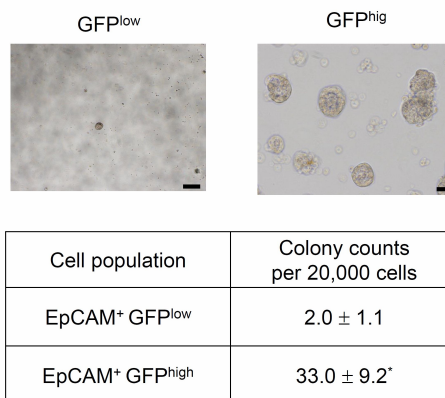 GFPlow
GFPhig
Cell population
Colony counts
per 20,000 cells
EpCAM+ GFPlow
2.0 ± 1.1
EpCAM+ GFPhigh
33.0 ± 9.2*